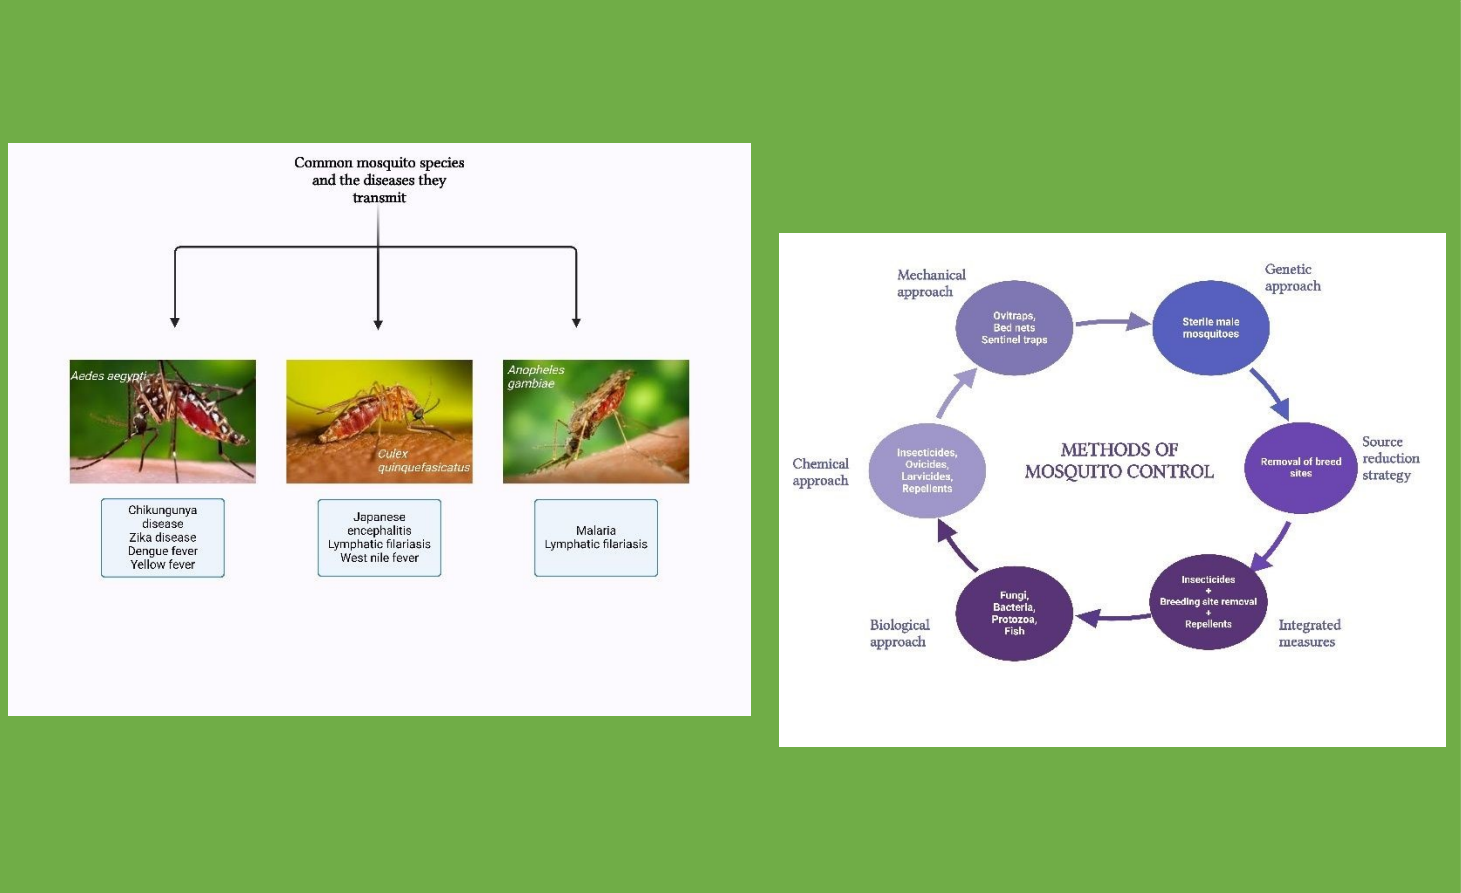 Common mosquito species
and the diseases they
transmit
Aedes aegypti
Culex
quinquefasicatus
Anopheles
gambiae
Chikungunya
disease
Zika disease
Dengue fever
Yellow fever
Japanese
encephalitis
Lymphatic filariasis
West nile fever
Malaria
Lymphatic filariasis
METHODS OF
MOSQUITO CONTROL
Mechanical
approach
Ovitraps,
Bed nets
Sentinel traps
Genetic
approach
Sterile male
mosquitoes
Source
reduction
strategy
Removal of breed
sites
Integrated
measures
Insecticides
+
Breeding site removal
+
Repellents
Biological
approach
Fungi,
Bacteria,
Protozoa,
Fish
Chemical
approach
Insecticides,
Ovicides,
Larvicides,
Repellents